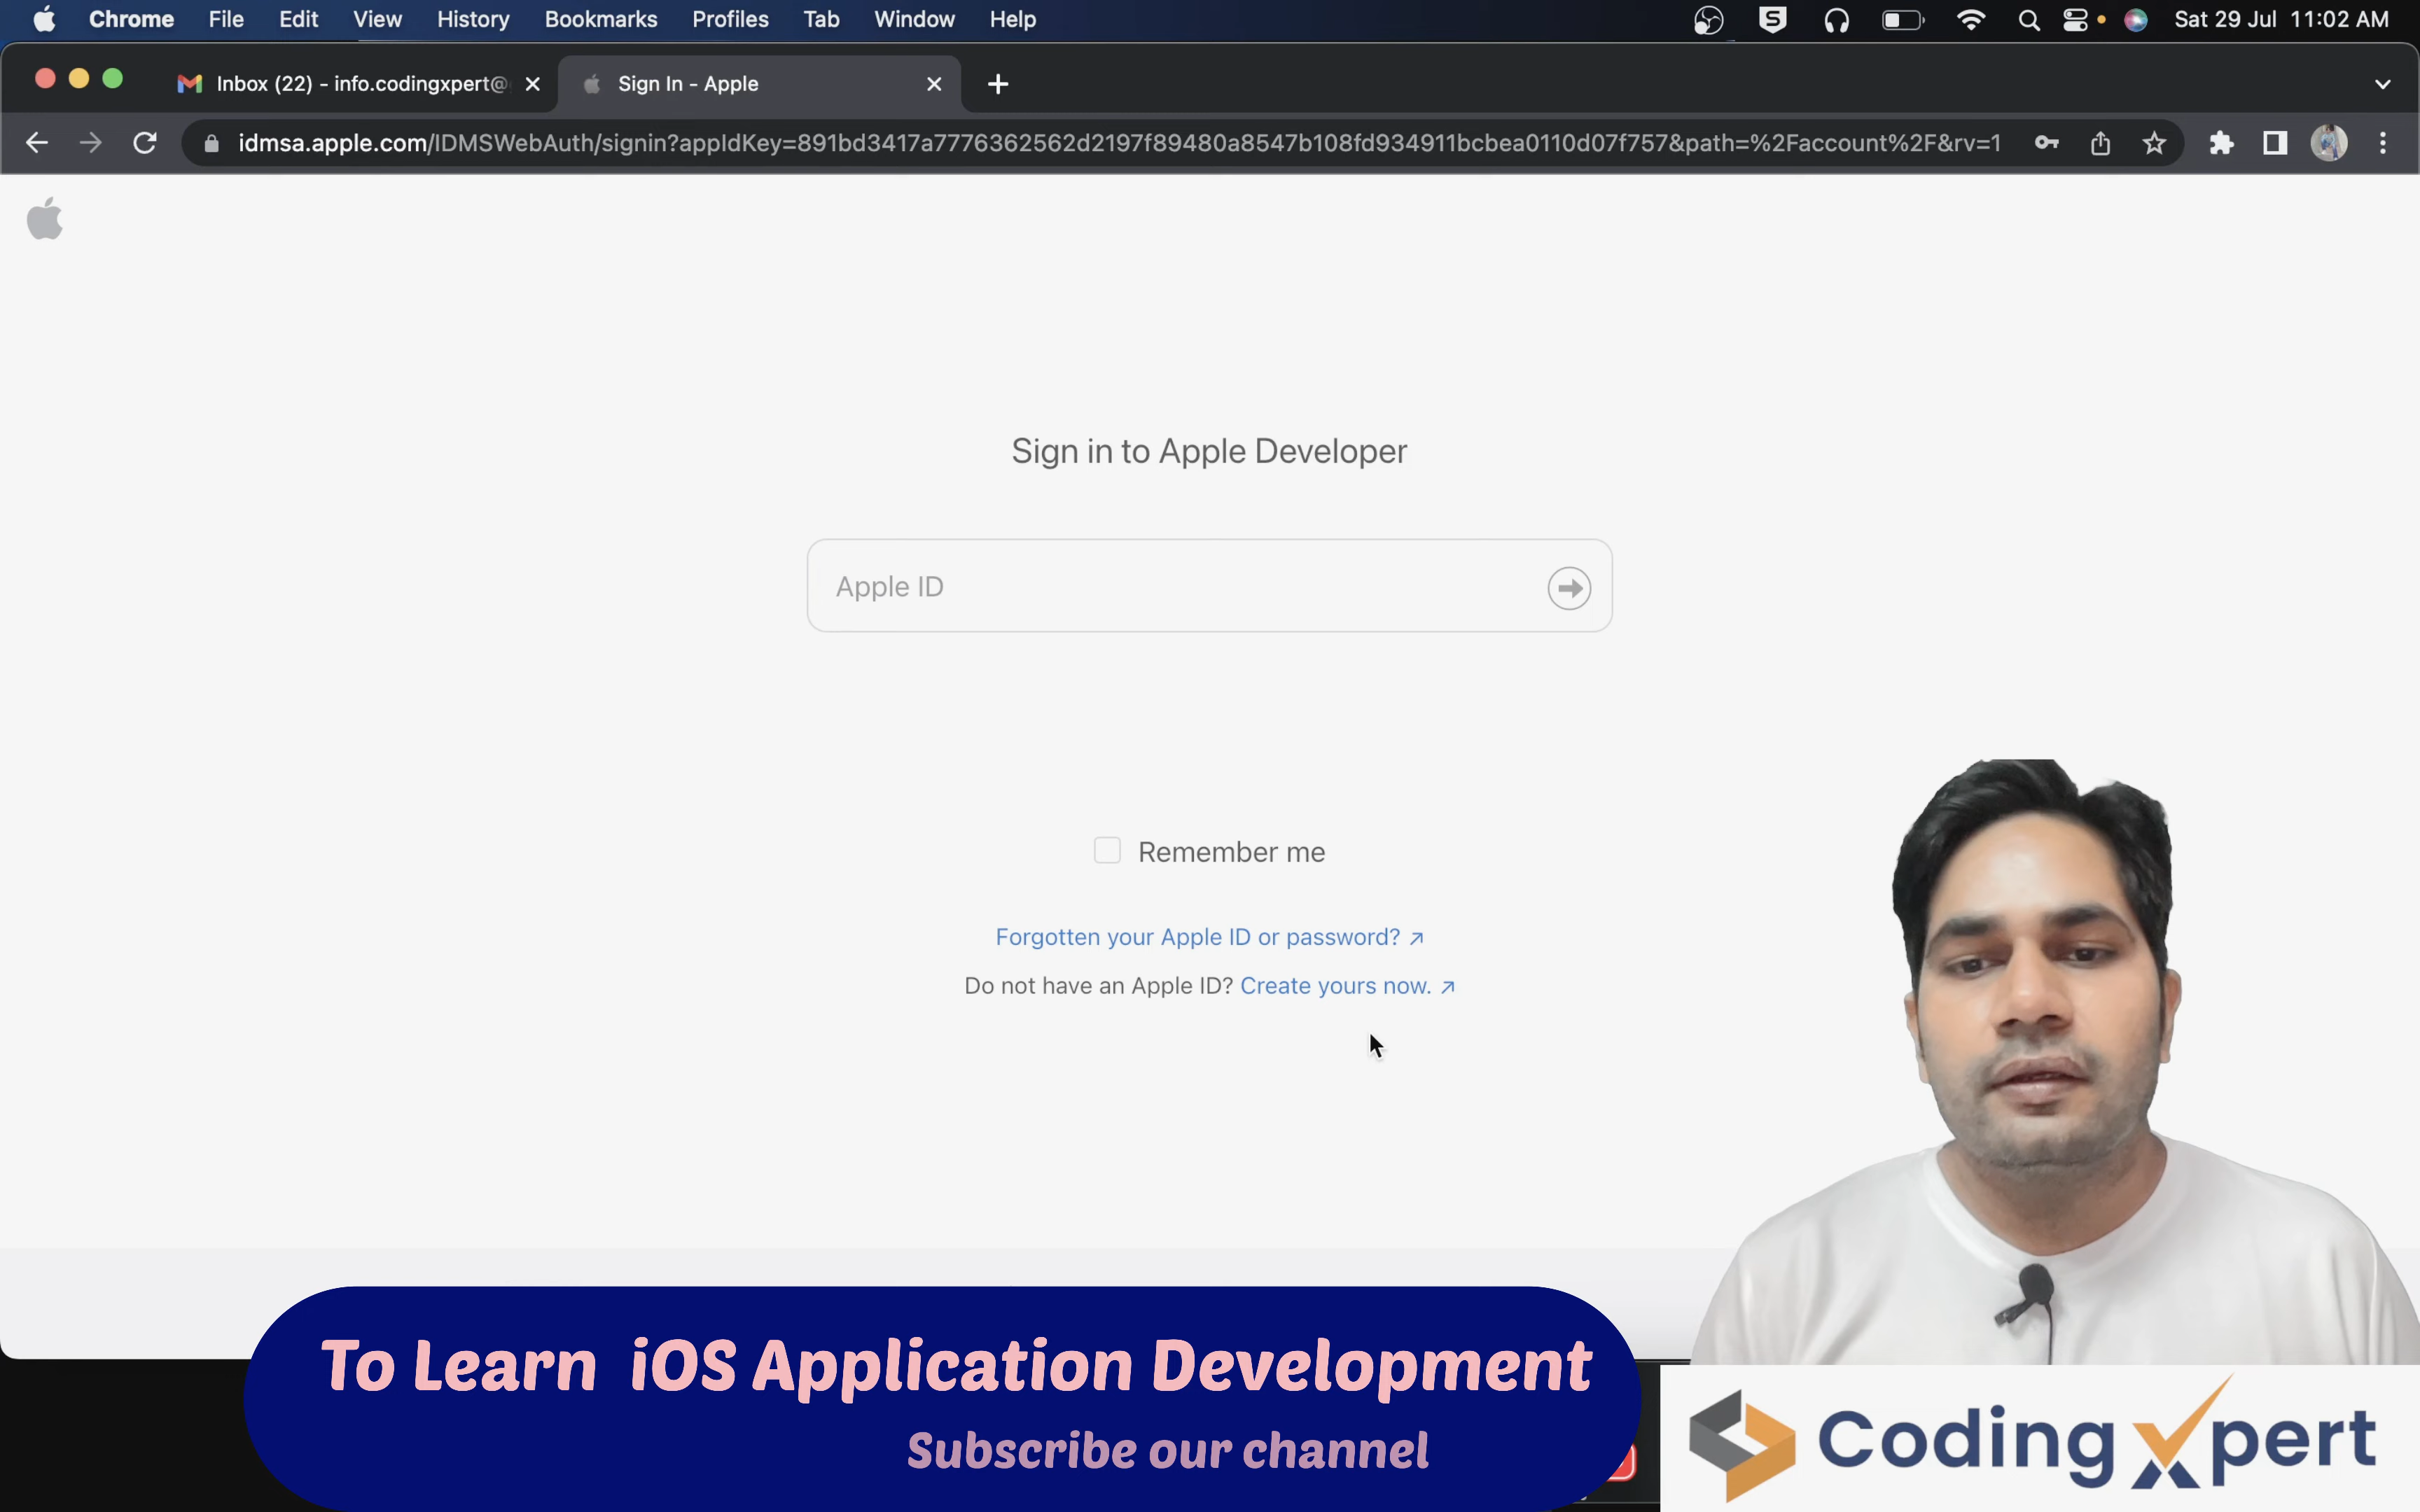 Chrome File Edit View History Bookmarks Profiles Tab Window Help
Sat 29 Jul 11:02 AM
Inbox (22) - info.codingxpert@
Sign In - Apple
idmsa.apple.com/IDMSWebAuth/signin?appIdKey=891bd3417a7776362562d2197f89480a8547b108fd934911bcbea0110d07f757&path=%2Faccount%2F&rv=1
Sign in to Apple Developer
Apple ID
Remember me
Forgotten your Apple ID or password?
Do not have an Apple ID? Create yours now.
To Learn iOS Application Development
Subscribe our channel
CodingXpert